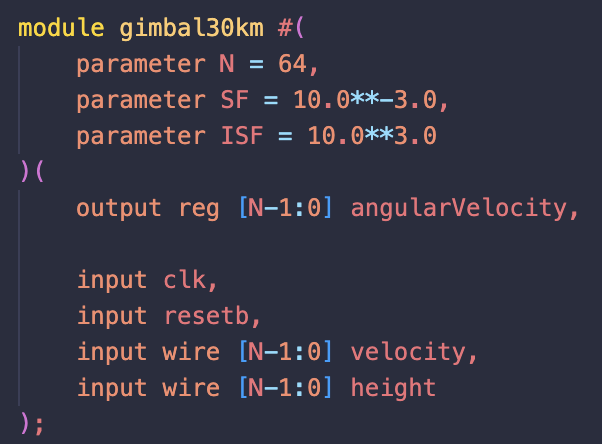 module gimbal30km #(
    parameter N = 64,
    parameter SF = 10.0**-3.0,
    parameter ISF = 10.0**3.0
)(
    output reg [N-1:0] angularVelocity,
    input clk,
    input resetb,
    input wire [N-1:0] velocity,
    input wire [N-1:0] height
);